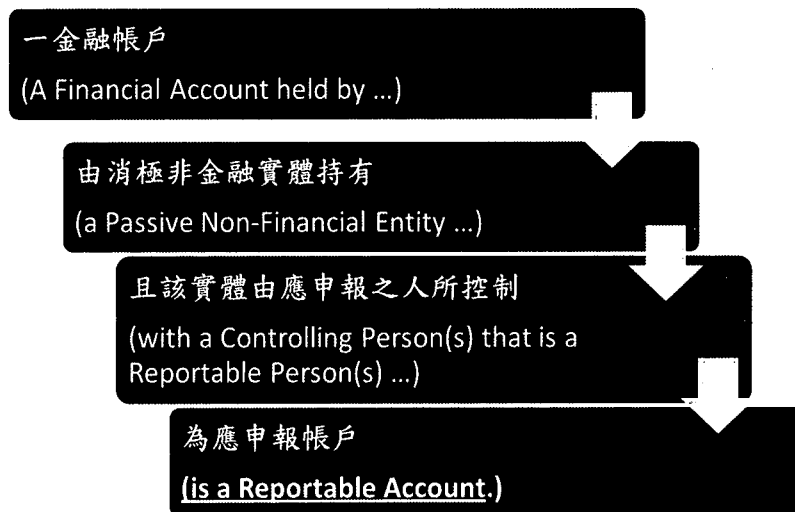 一金融帳戶
(A Financial Account held by ...)
由消極非金融實體持有
(a Passive Non-Financial Entity ...)
且該實體由應申報之人所控制
(with a Controlling Person(s) that is a
Reportable Person(s) ...)
為應申報帳戶
(is a Reportable Account.)